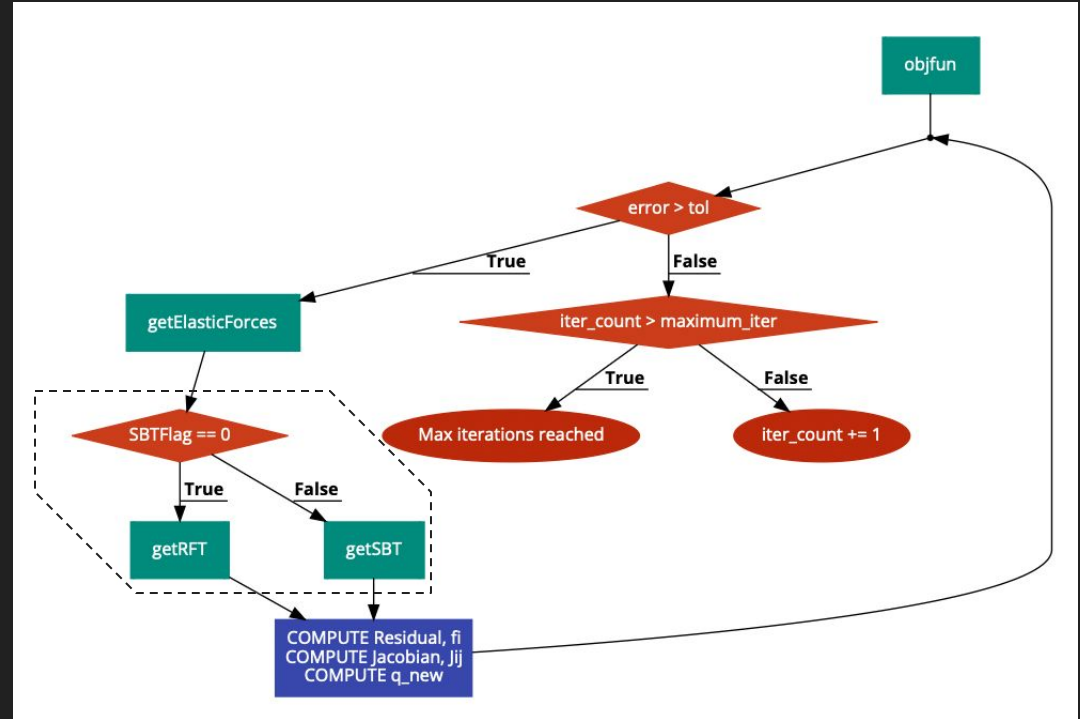 objfun
error > tol
True
False
getElasticForces
iter_count > maximum_iter
True
False
SBTFlag == 0
Max iterations reached
iter_count += 1
True
False
getRFT
getSBT
COMPUTE Residual, fi
COMPUTE Jacobian, Jij
COMPUTE q_new